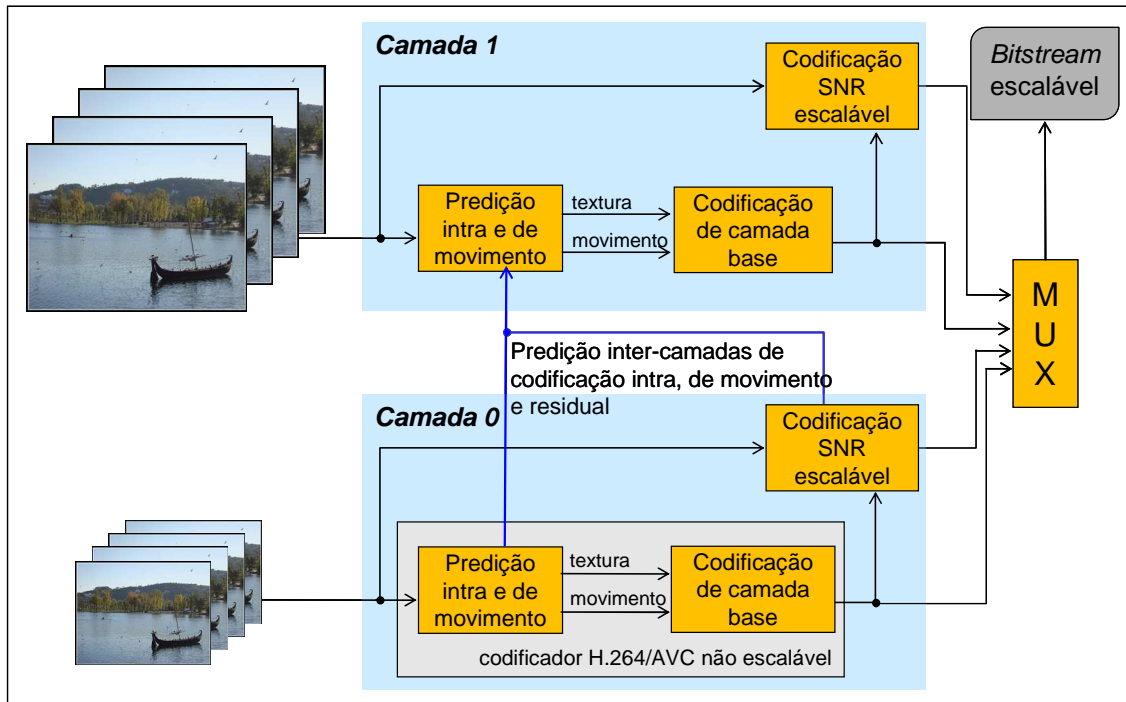 Camada 1
Codificação
SNR
escalável
Bitstream
escalável
Predição
intra e de
movimento
textura
movimento
Codificação
de camada
base
M
U
X
Predição inter-camadas de
codificação intra, de movimento
e residual
Camada 0
Codificação
SNR
escalável
Predição
intra e de
movimento
textura
movimento
Codificação
de camada
base
codificador H.264/AVC não escalável